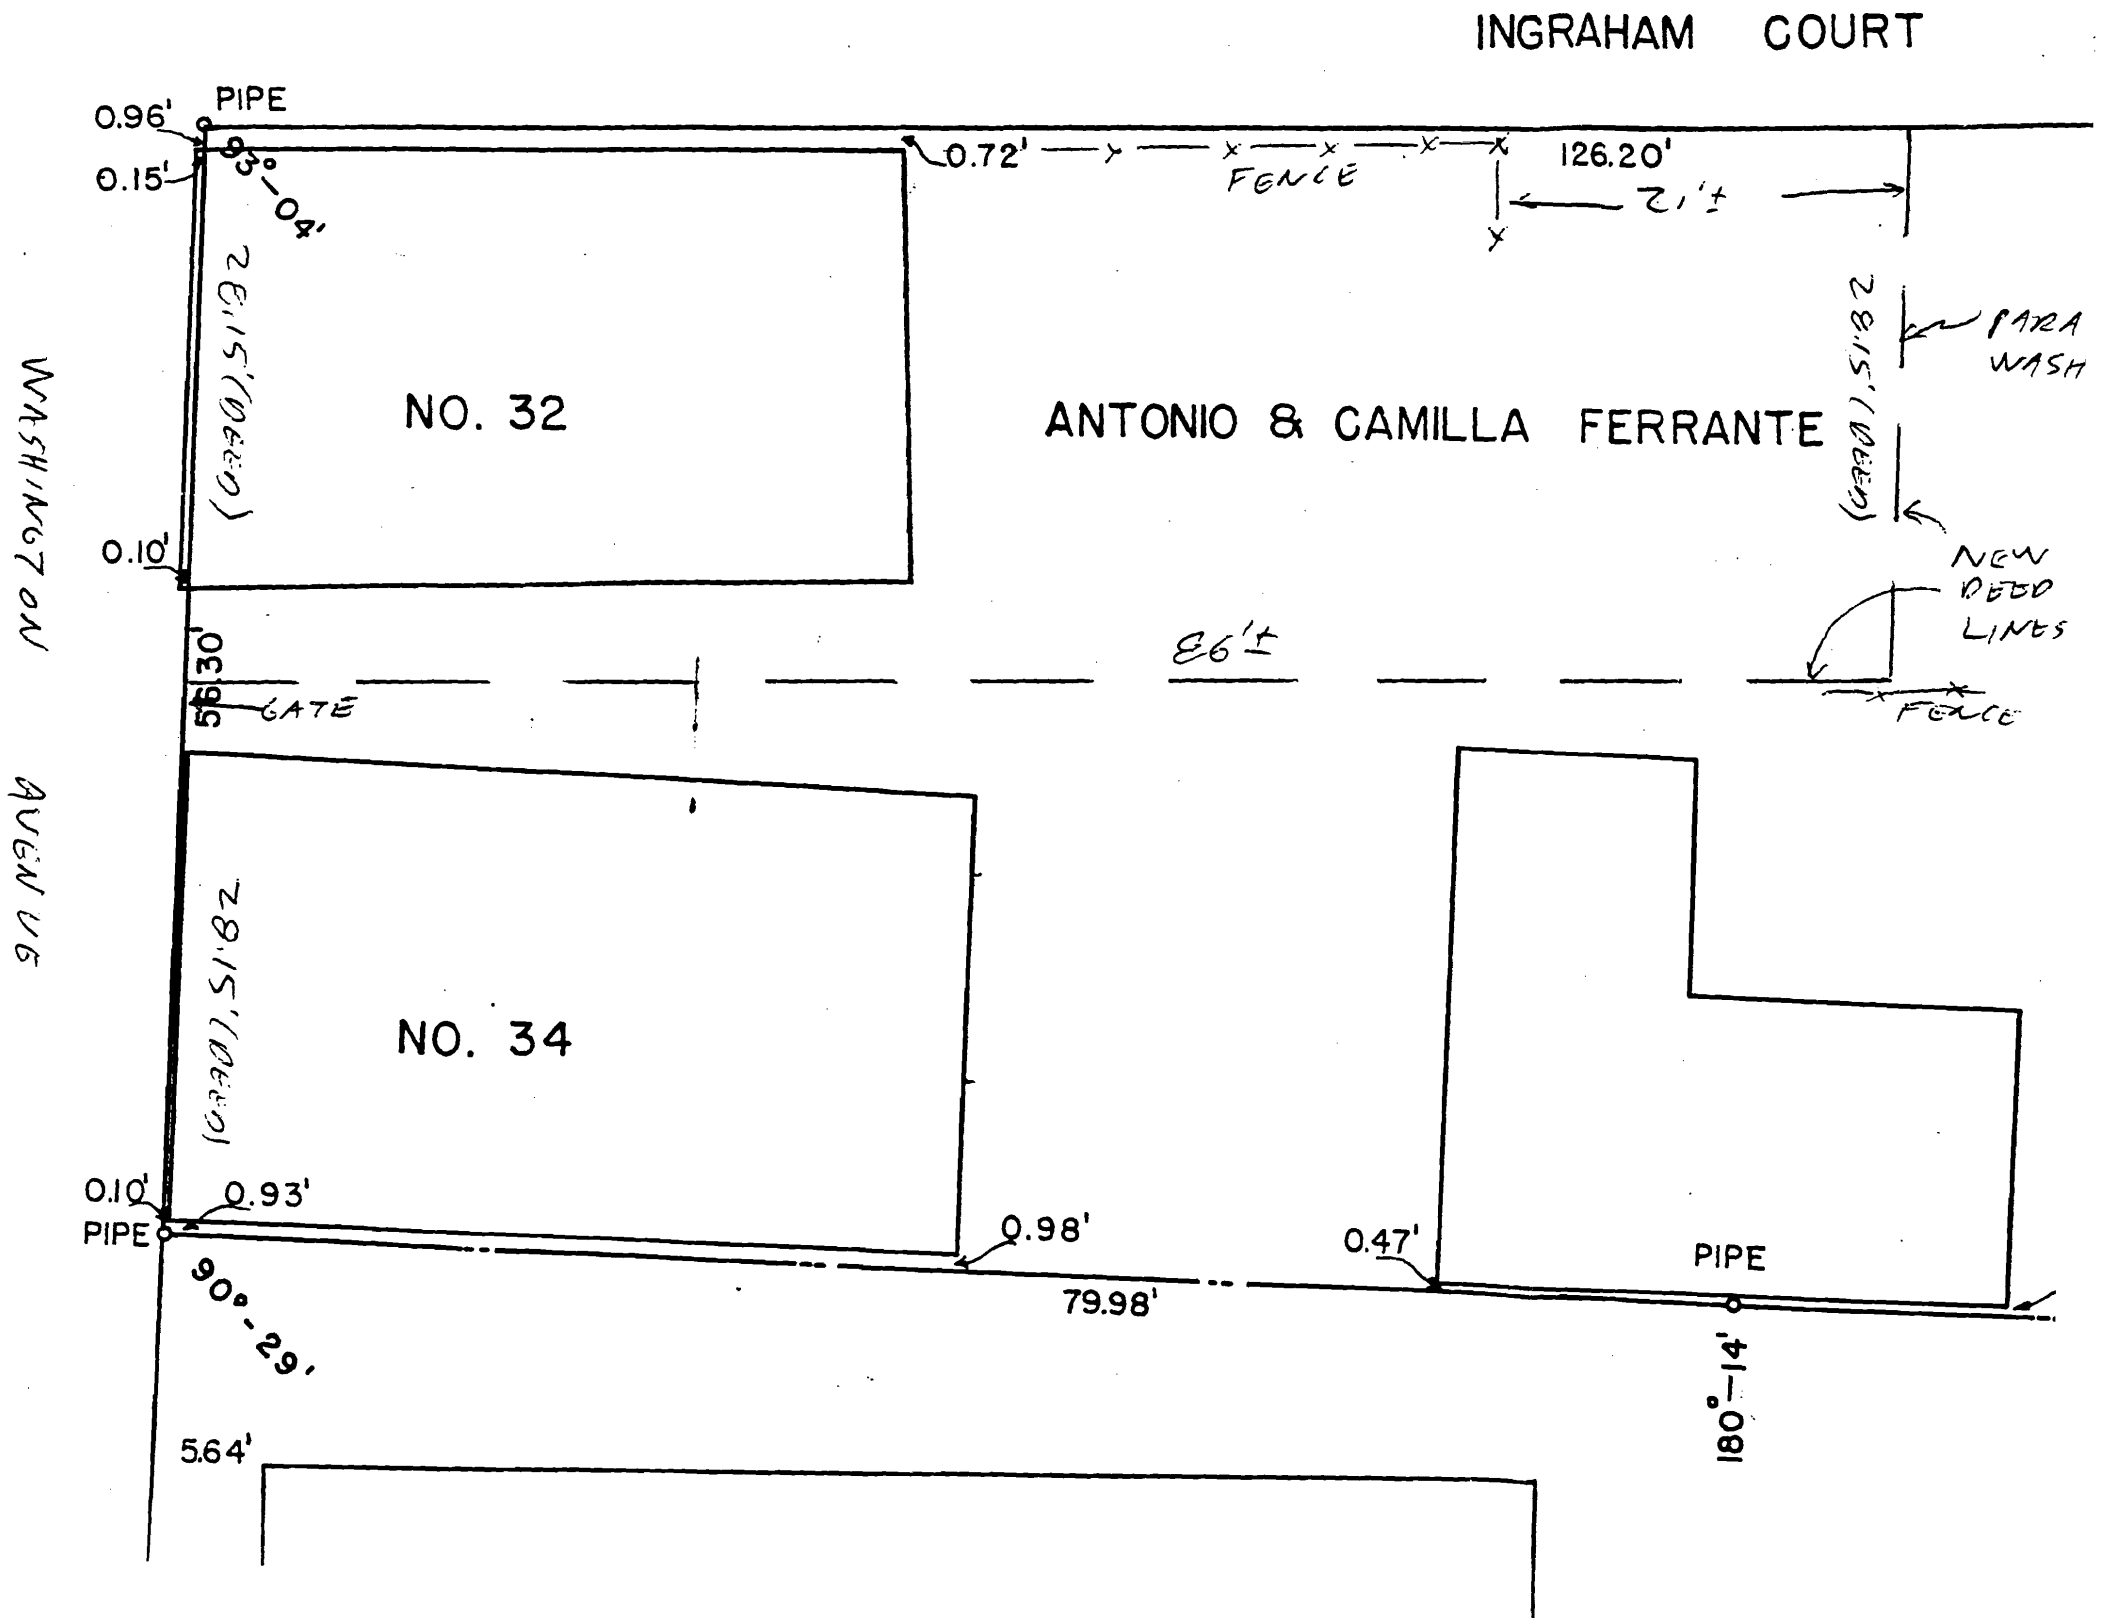 INGRAHAM COURT
PIPE
0.96'
0.15'
93°-04'
0.72'
FENCE
126.20'
28.15' (DEED)
28.15' (DEED)
PARA
WASH
NO. 32
ANTONIO & CAMILLA FERRANTE
WASHINGTON AVENUE
0.10'
NEW
DEED
LINES
56.30'
GATE
FENCE
28.15' (DEED)
NO. 34
0.10'
0.93'
PIPE
0.98'
0.47'
PIPE
90°-29'
79.98'
180°-14'
5.64'